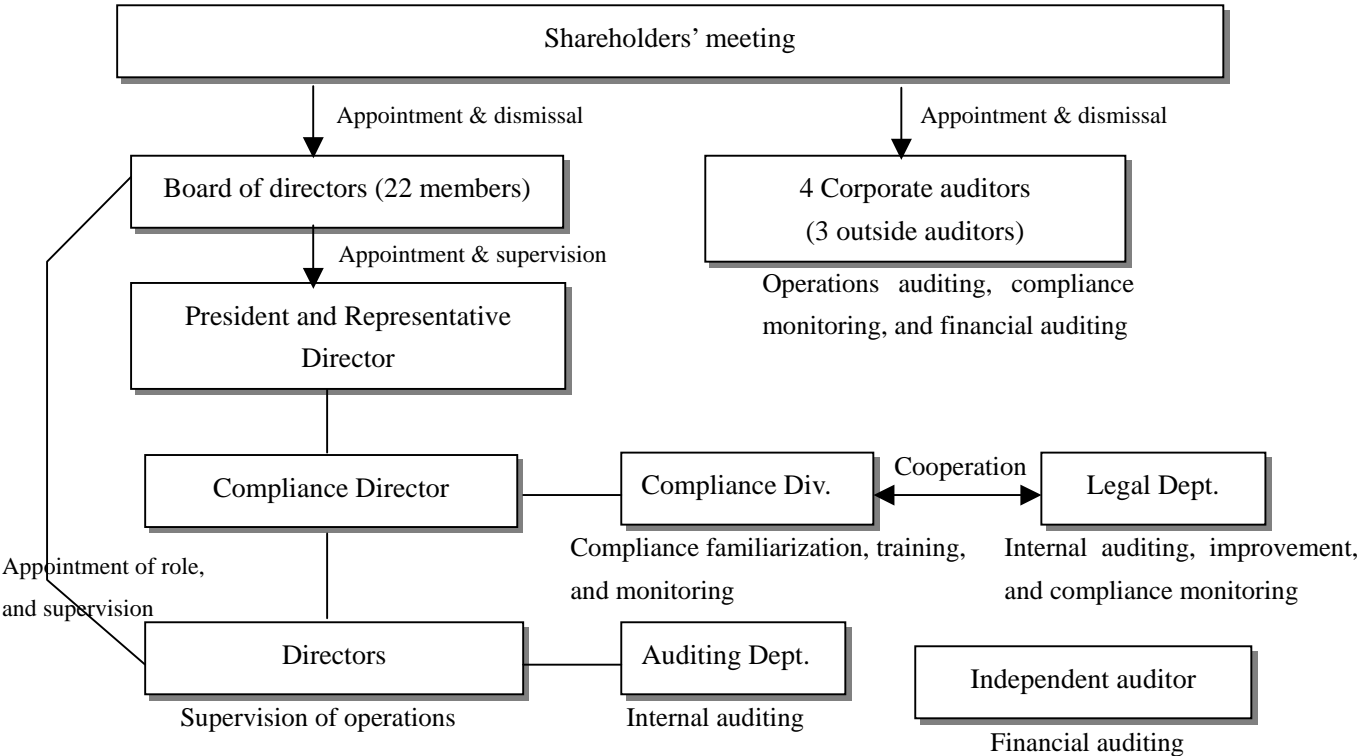 Shareholders’ meeting
Appointment & dismissal
Appointment & dismissal
Board of directors (22 members)
4 Corporate auditors
(3 outside auditors)
Appointment & supervision
Operations auditing, compliance
monitoring, and financial auditing
President and Representative
Director
Compliance Director
Compliance Div.
Cooperation
Legal Dept.
Compliance familiarization, training,
and monitoring
Internal auditing, improvement,
and compliance monitoring
Appointment of role,
and supervision
Directors
Auditing Dept.
Independent auditor
Supervision of operations
Internal auditing
Financial auditing